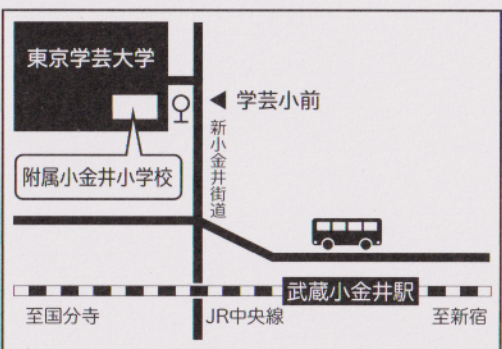 東京学芸大学
学芸小前
新小金井街道
附属小金井小学校
武蔵小金井駅
至国分寺
JR中央線
至新宿